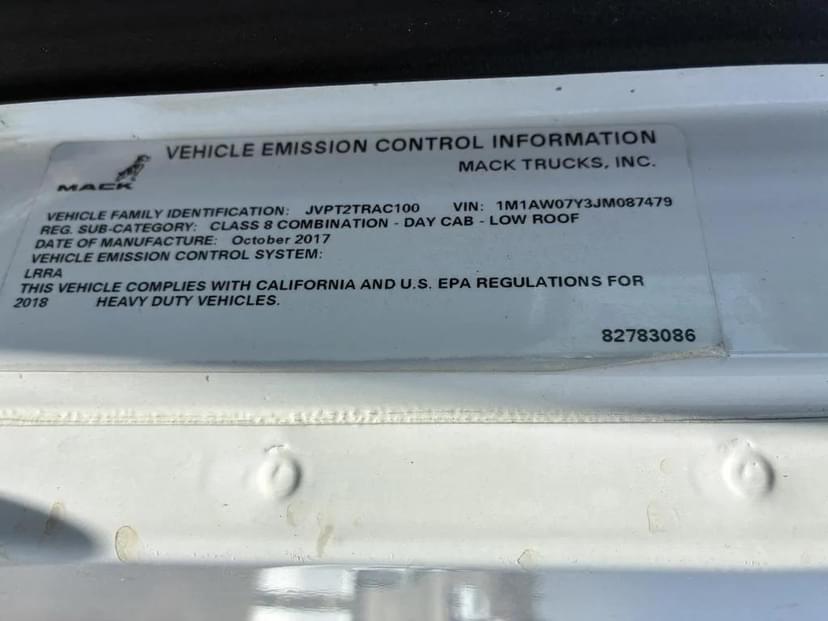 VEHICLE EMISSION CONTROL INFORMATION
MACK TRUCKS, INC.
MACK
VEHICLE FAMILY IDENTIFICATION: JVPT2TRAC100 VIN: 1M1AW07Y3JM087479
REG. SUB-CATEGORY: CLASS 8 COMBINATION - DAY CAB - LOW ROOF
DATE OF MANUFACTURE: October 2017
VEHICLE EMISSION CONTROL SYSTEM:
LRRA
THIS VEHICLE COMPLIES WITH CALIFORNIA AND U.S. EPA REGULATIONS FOR
2018 HEAVY DUTY VEHICLES.
82783086